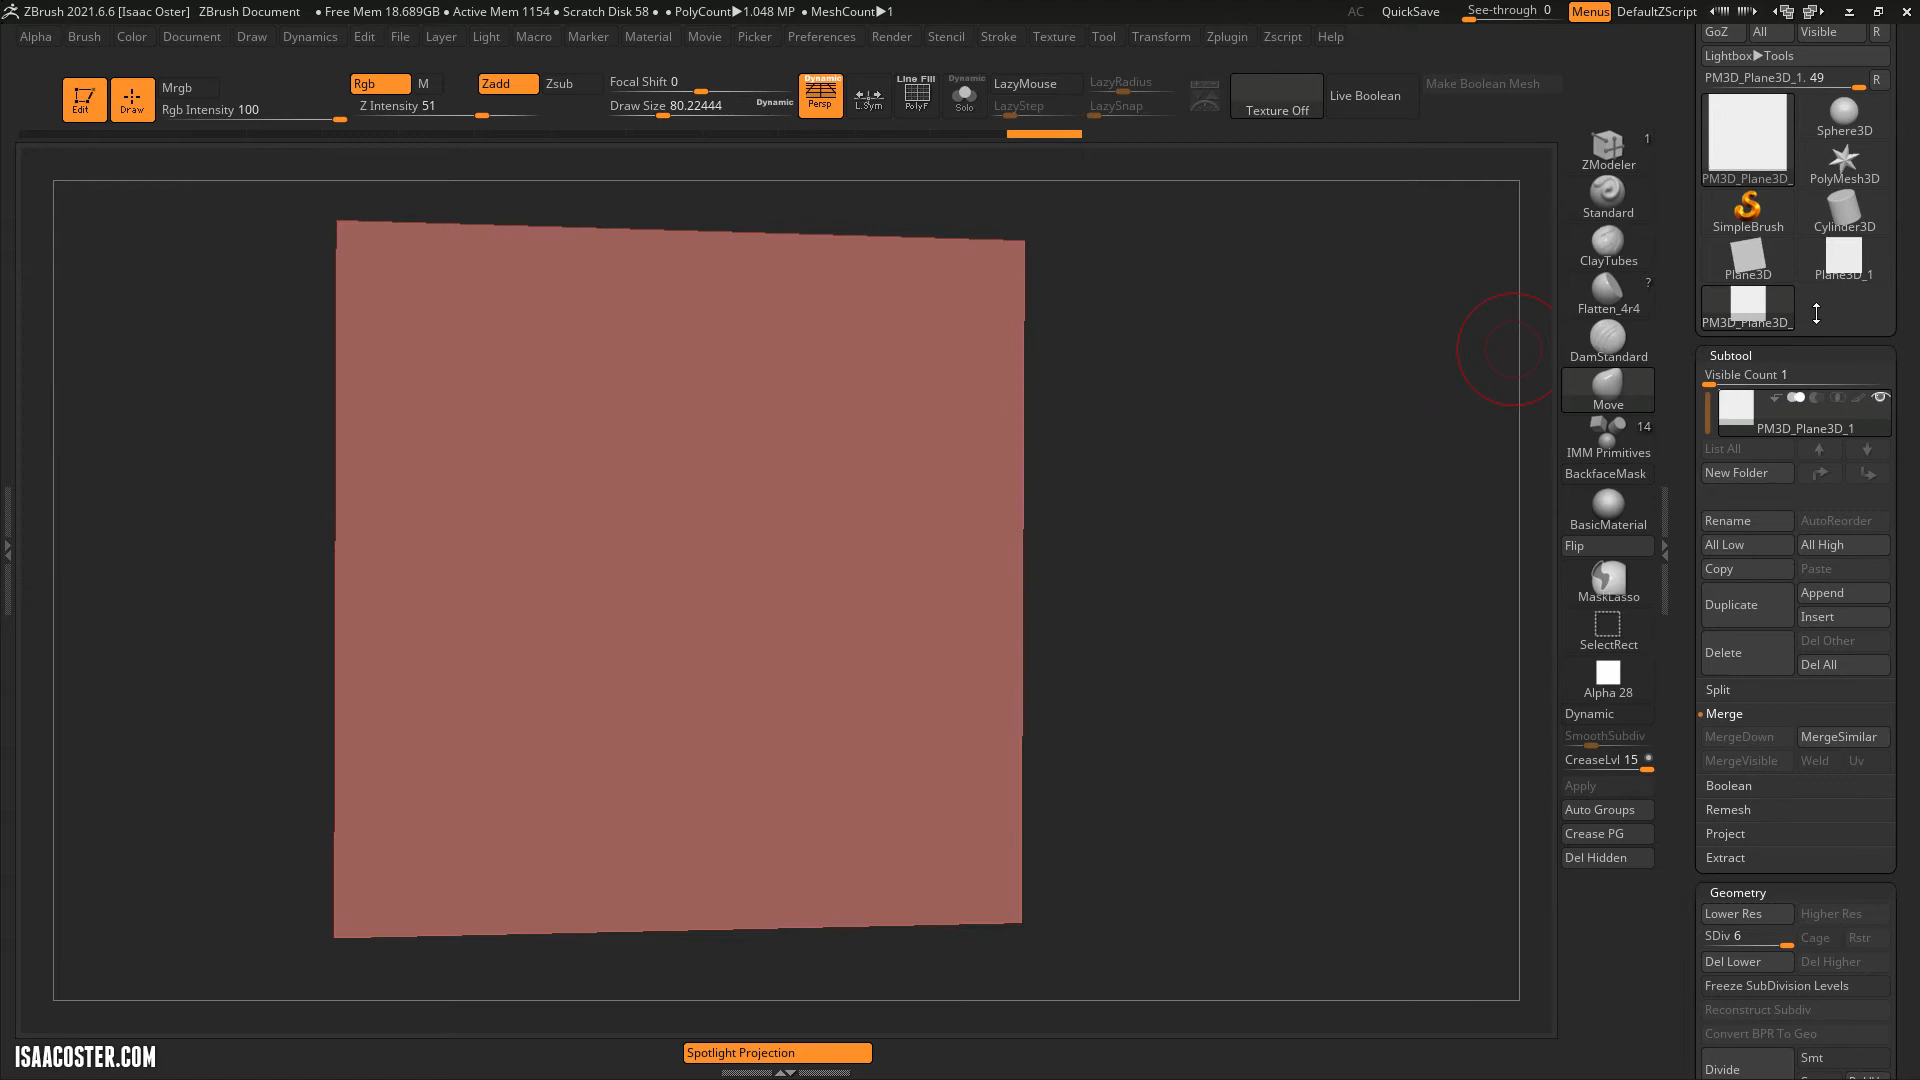 ZBrush 2021.6.6 [Isaac Oster] ZBrush Document • Free Mem 18.689GB • Active Mem 1154 • Scratch Disk 58 • PolyCount▶1.048 MP • MeshCount▶1 AC QuickSave See-through 0 Menus DefaultZScript
Alpha Brush Color Document Draw Dynamics Edit File Layer Light Macro Marker Material Movie Picker Preferences Render Stencil Stroke Texture Tool Transform Zplugin Zscript Help
Edit
Draw
Mrgb
Rgb Intensity 100
Rgb M
Z Intensity 51
Zadd Zsub
Focal Shift 0
Draw Size 80.22444 Dynamic
Dynamic
Persp
L.Sym
Line Fill
PolyF
Dynamic
Solo
LazyMouse
LazyStep
LazyRadius
LazySnap
Texture Off
Live Boolean
Make Boolean Mesh
1
ZModeler
Standard
ClayTubes
?
Flatten_4r4
DamStandard
Move
14
IMM Primitives
BackfaceMask
BasicMaterial
Flip
MaskLasso
SelectRect
Alpha 28
Dynamic
SmoothSubdiv
CreaseLvl 15
Apply
Auto Groups
Crease PG
Del Hidden
GoZ All Visible R
Lightbox▶Tools
PM3D_Plane3D_1. 49 R
PM3D_Plane3D_
Sphere3D
PolyMesh3D
SimpleBrush Cylinder3D
Plane3D Plane3D_1
PM3D_Plane3D_
Subtool
Visible Count 1
PM3D_Plane3D_1
List All
New Folder
Rename AutoReorder
All Low All High
Copy Paste
Duplicate Append
Insert
Delete Del Other
Del All
Split
Merge
MergeDown MergeSimilar
MergeVisible Weld Uv
Boolean
Remesh
Project
Extract
Geometry
Lower Res Higher Res
SDiv 6 Cage Rstr
Del Lower Del Higher
Freeze SubDivision Levels
Reconstruct Subdiv
Convert BPR To Geo
Divide Smt
Spotlight Projection
ISAACOSTER.COM